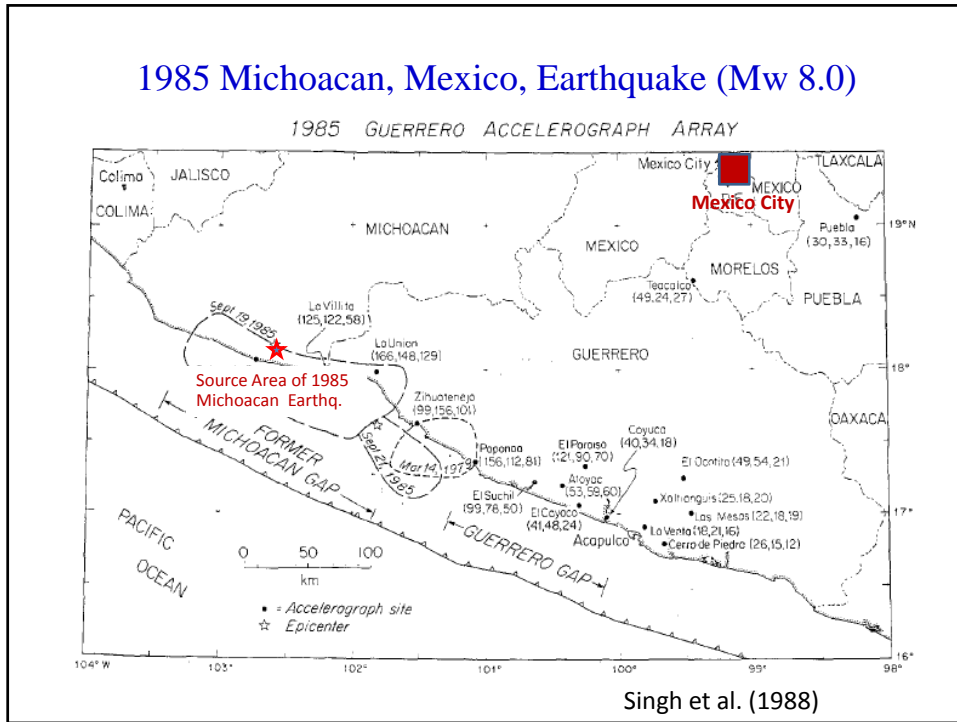 1985 Michoacan, Mexico, Earthquake (Mw 8.0)
1985 GUERRERO ACCELEROGRAPH ARRAY
Colima
COLIMA
JALISCO
MICHOACAN
Mexico City
MEXICO
Mexico City
TLAXCALA
Puebla
(30,33,16)
19°N
MEXICO
MORELOS
Teacalco
(49,24,27)
PUEBLA
Sept 19,1985
La Villita
(125,122,58)
La Union
(166,148,129)
GUERRERO
18°
Source Area of 1985
Michoacan Earthq.
Zihuatenejo
(99,156,101)
OAXACA
FORMER
MICHOACAN GAP
Sept 21, 1985
Mar 14, 1979
Papanoa
(156,112,81)
El Paraiso
(121,90,70)
Coyuca
(40,34,18)
El Ocotito (49,54,21)
Atoyac
(53,59,60)
El Suchil
(99,78,50)
El Cayaco
(41,48,24)
Xaltianguis (25,18,20)
Las Mesas (22,18,19)
17°
La Venta (18,21,16)
Acapulco
Cerro de Piedra (26,15,12)
GUERRERO GAP
PACIFIC
OCEAN
0 50 100
km
• = Accelerograph site
☆ Epicenter
104°W 103° 102° 101° 100° 99° 98°
16°
Singh et al. (1988)